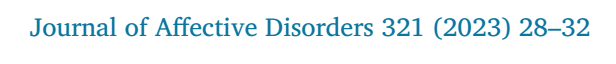 Journal of Affective Disorders 321 (2023) 28–32